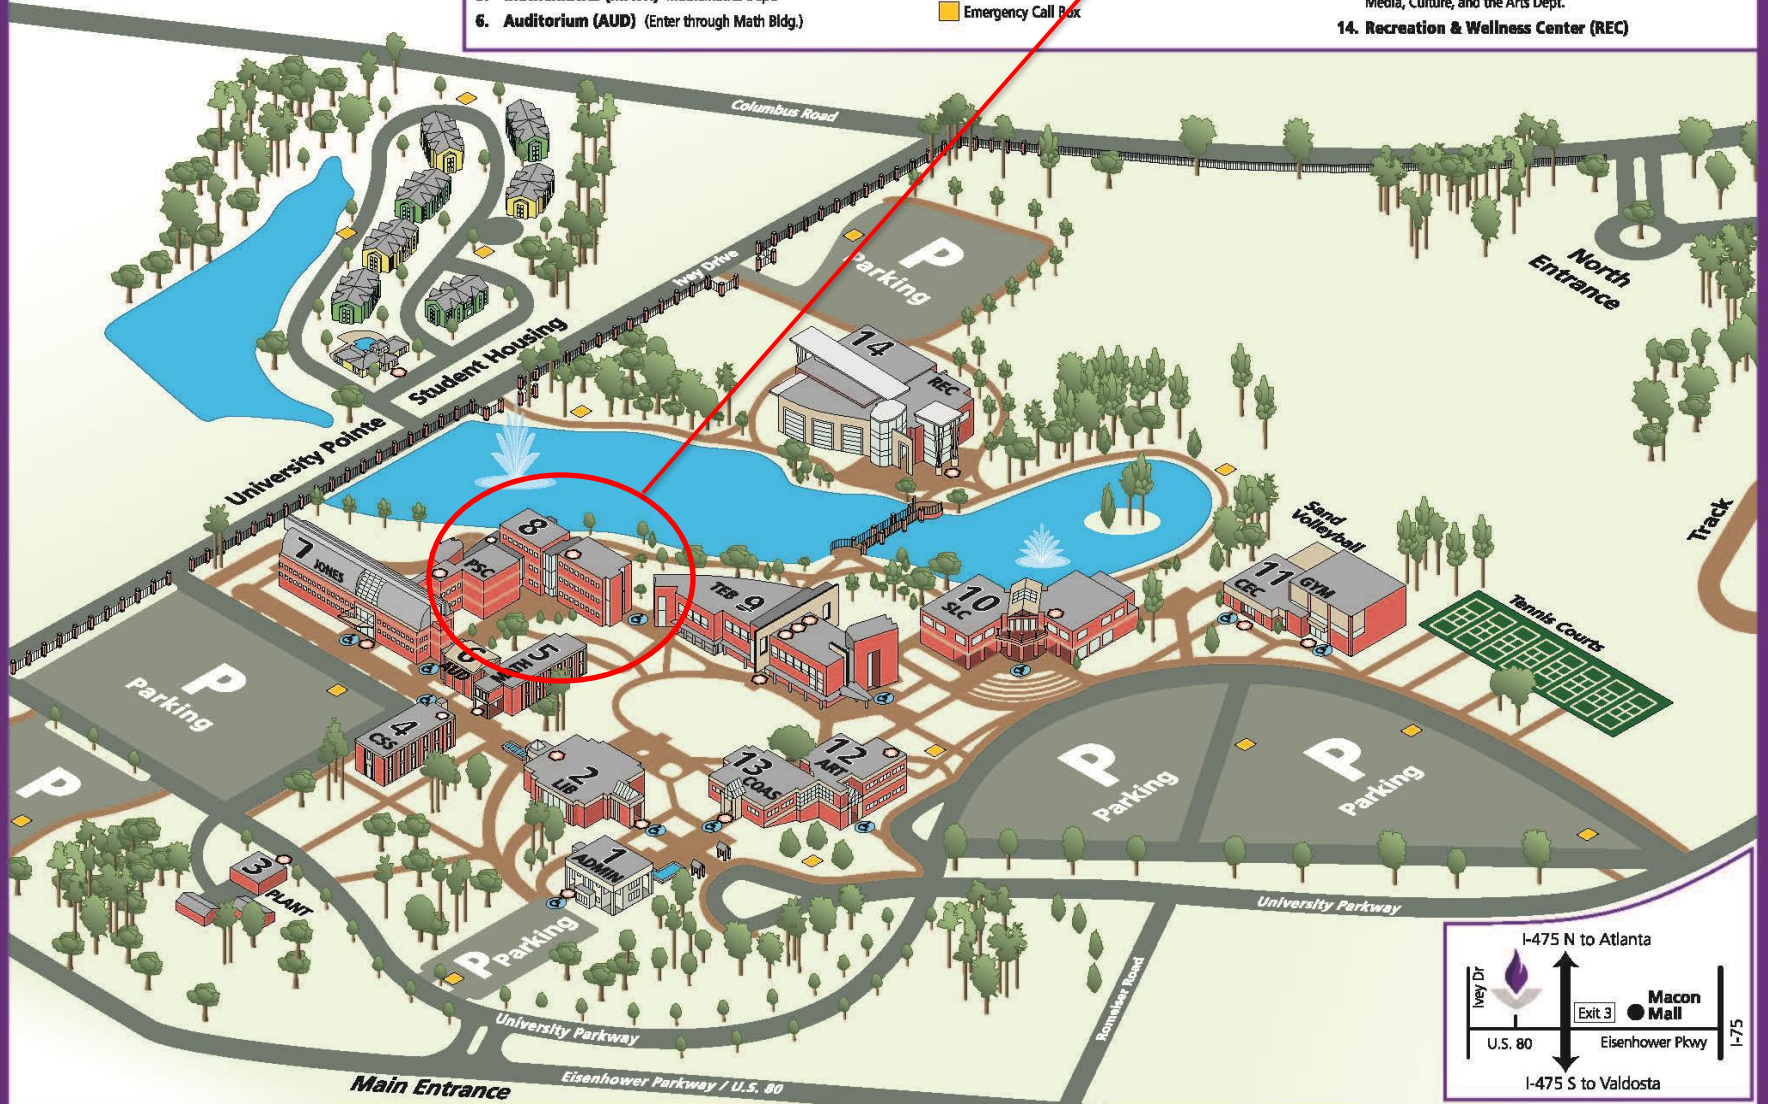 6. Auditorium (AUD) (Enter through Math Bldg.)
Emergency Call Box
Media, Culture, and the Arts Dept.
14. Recreation & Wellness Center (REC)
Columbus Road
North
Entrance
Ivey Drive
P
Parking
14
REC
Student Housing
University Pointe
Track
Sand
Volleyball
8
PSC
7
JONES
TEB 9
10
SLC
11
CEC
GYM
Tennis Courts
6
AUD
MATH 5
P
Parking
4
CSS
2
LIB
13
COAS
12
ART
P
Parking
P
Parking
P
3
PLANT
1
ADMIN
P Parking
University Parkway
Romeiser Road
University Parkway
Main Entrance
Eisenhower Parkway / U.S. 80
I-475 N to Atlanta
Ivey Dr
Exit 3
Macon
Mall
U.S. 80
Eisenhower Pkwy
I-75
I-475 S to Valdosta